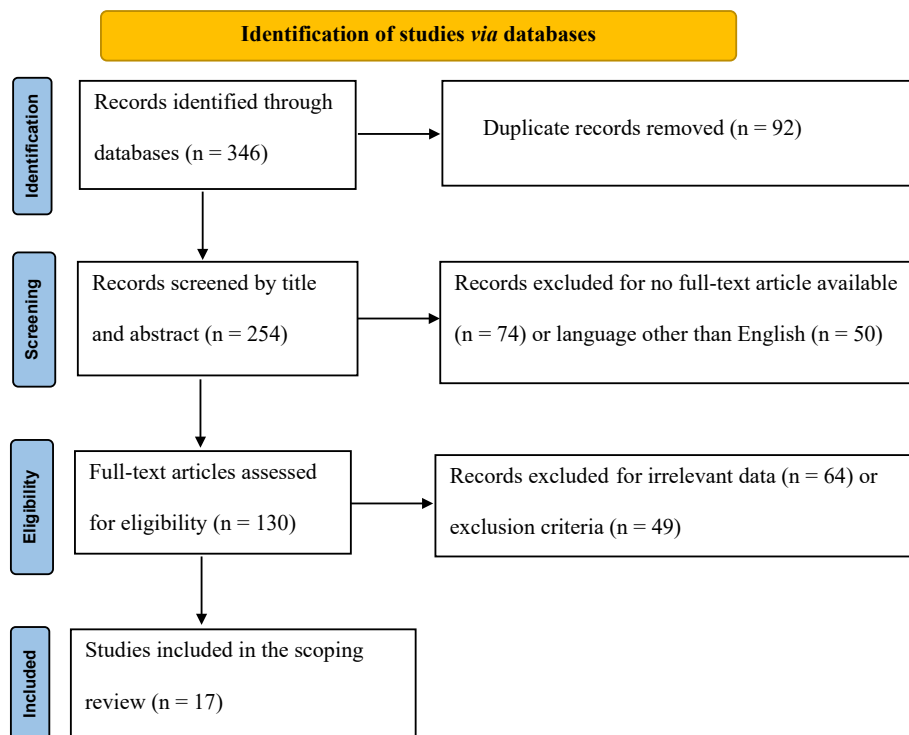 Identification of studies via databases
Identification
Records identified through
databases (n = 346)
Duplicate records removed (n = 92)
Screening
Records screened by title
and abstract (n = 254)
Records excluded for no full-text article available
(n = 74) or language other than English (n = 50)
Eligibility
Full-text articles assessed
for eligibility (n = 130)
Records excluded for irrelevant data (n = 64) or
exclusion criteria (n = 49)
Included
Studies included in the scoping
review (n = 17)